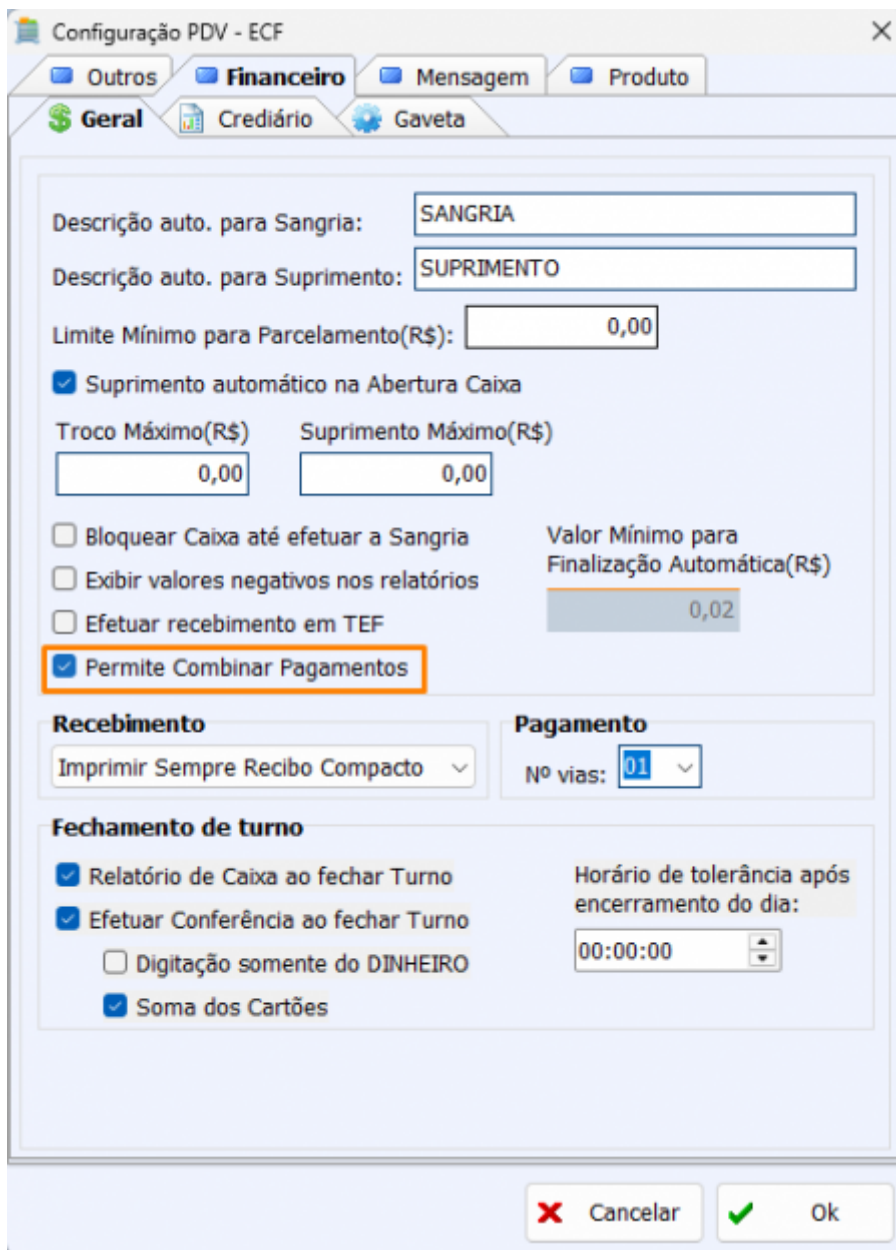 Configuração PDV - ECF
Outros Financeiro Mensagem Produto
Geral Crediário Gaveta
Descrição auto. para Sangria: SANGRIA
Descrição auto. para Suprimento: SUPRIMENTO
Limite Mínimo para Parcelamento(R$): 0,00
Suprimento automático na Abertura Caixa
Troco Máximo(R$) Suprimento Máximo(R$)
0,00 0,00
Bloquear Caixa até efetuar a Sangria
Exibir valores negativos nos relatórios
Efetuar recebimento em TEF
Permite Combinar Pagamentos
Valor Mínimo para
Finalização Automática(R$)
0,02
Recebimento
Imprimir Sempre Recibo Compacto
Pagamento
Nº vias: 01
Fechamento de turno
Relatório de Caixa ao fechar Turno
Efetuar Conferência ao fechar Turno
Digitação somente do DINHEIRO
Soma dos Cartões
Horário de tolerância após
encerramento do dia:
00:00:00
Cancelar Ok